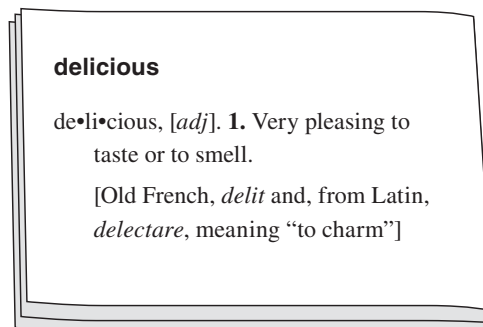 delicious
de•li•cious, [adj]. 1. Very pleasing to
taste or to smell.
[Old French, delit and, from Latin,
delectare, meaning “to charm”]